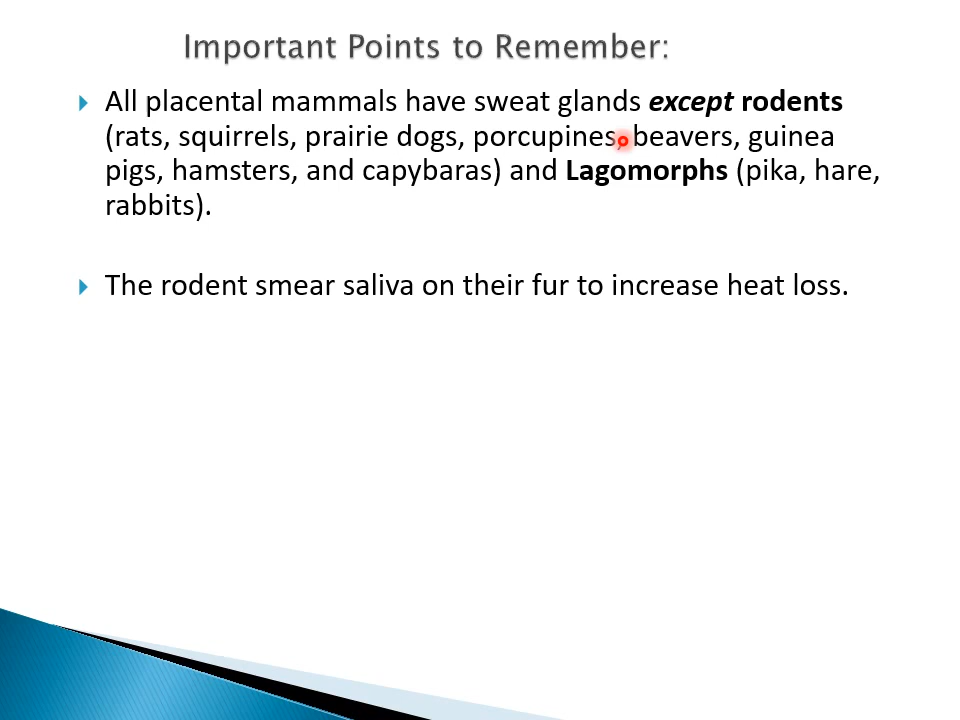 Important Points to Remember:
All placental mammals have sweat glands except rodents
(rats, squirrels, prairie dogs, porcupines, beavers, guinea
pigs, hamsters, and capybaras) and Lagomorphs (pika, hare,
rabbits).
The rodent smear saliva on their fur to increase heat loss.